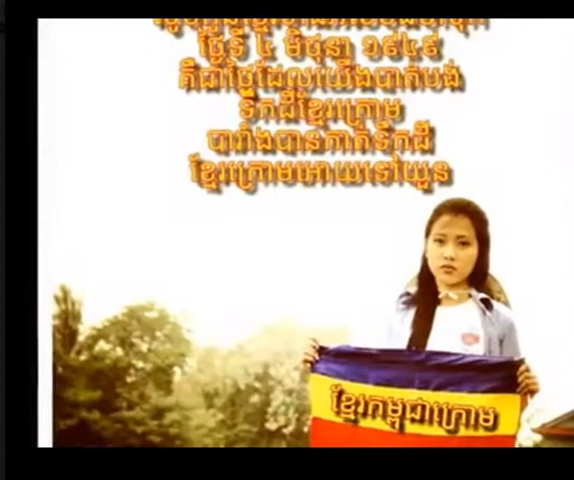 ថ្ងៃទី ៤ មិថុនា ១៩៤៩
គឺជាថ្ងៃដែលយើងបាត់បង់
ទឹកដីខ្មែរក្រោម
បារាំងបានកាត់ទឹកដី
ខ្មែរក្រោមអោយទៅយួន
ខ្មែរកម្ពុជាក្រោម